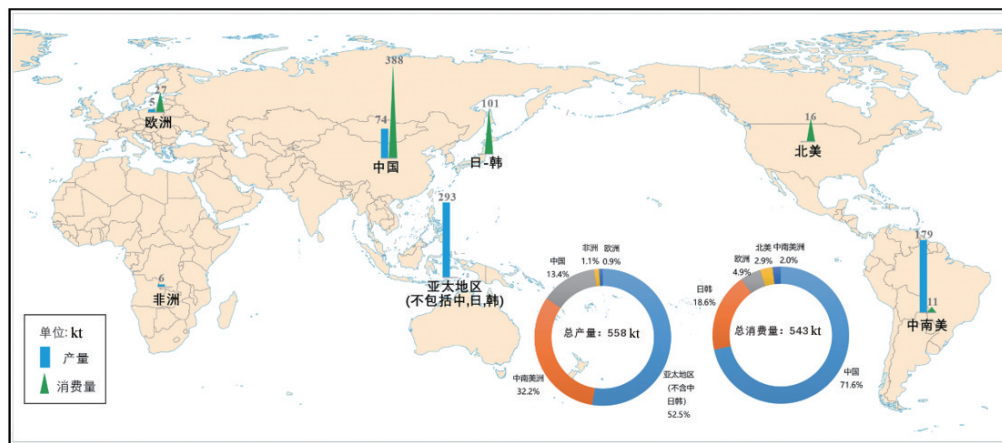 27
5
欧洲
388
74
中国
101
日-韩
16
北美
293
亚太地区
(不包括中,日,韩)
6
非洲
179
11
中南美
单位: kt
产量
消费量
非洲
1.1%
欧洲
0.9%
中国
13.4%
总产量: 558 kt
中南美洲
32.2%
亚太地区
(不含中
日韩)
52.5%
北美
2.9%
中南美洲
2.0%
欧洲
4.9%
日韩
18.6%
总消费量: 543 kt
中国
71.6%